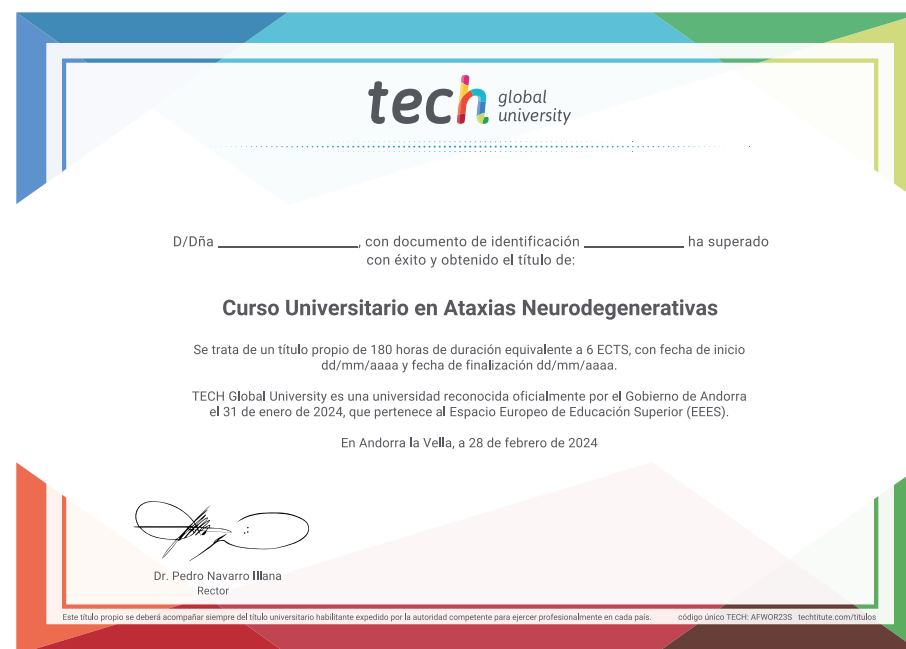 tech global university
D/Dña ____________________, con documento de identificación ______________ ha superado
con éxito y obtenido el título de:
Curso Universitario en Ataxias Neurodegenerativas
Se trata de un título propio de 180 horas de duración equivalente a 6 ECTS, con fecha de inicio
dd/mm/aaaa y fecha de finalización dd/mm/aaaa.
TECH Global University es una universidad reconocida oficialmente por el Gobierno de Andorra
el 31 de enero de 2024, que pertenece al Espacio Europeo de Educación Superior (EEES).
En Andorra la Vella, a 28 de febrero de 2024
Dr. Pedro Navarro Illana
Rector
Este título propio se deberá acompañar siempre del título universitario habilitante expedido por la autoridad competente para ejercer profesionalmente en cada país. código único TECH: AFWOR23S techtitute.com/titulos